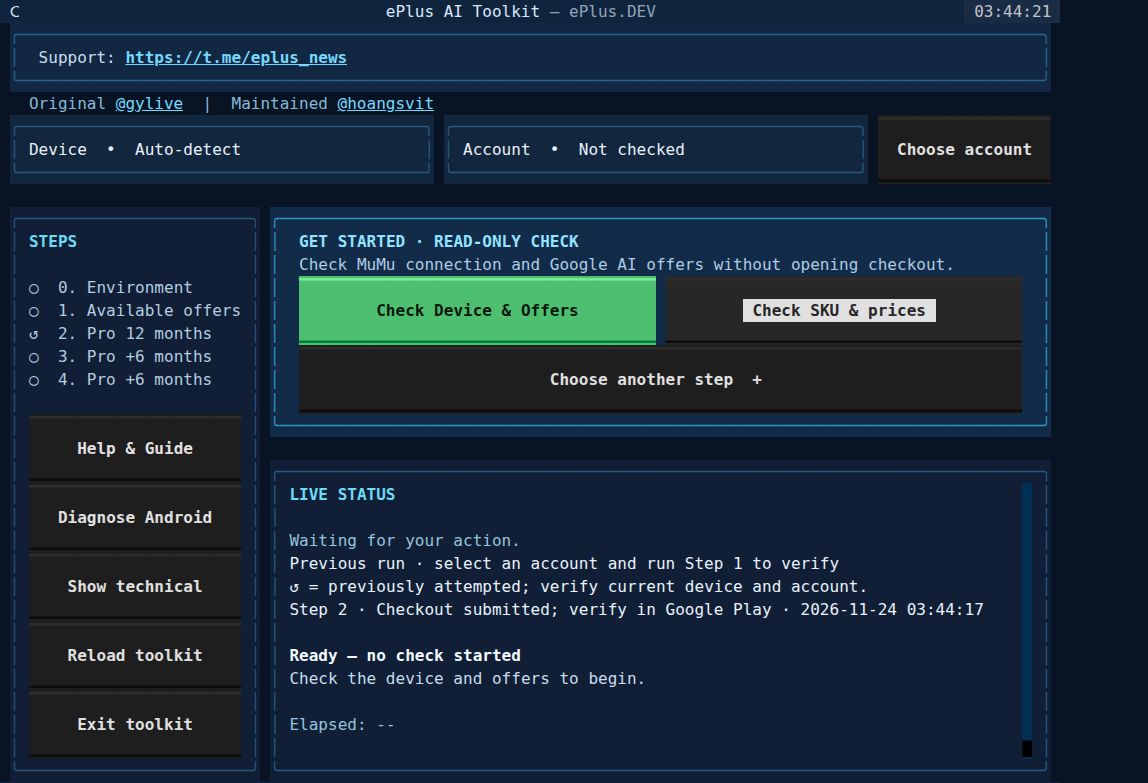 C ePlus AI Toolkit — ePlus.DEV 03:44:21
Support: https://t.me/eplus_news
Original @gylive | Maintained @hoangsvit
Device • Auto-detect
Account • Not checked
Choose account
STEPS
○ 0. Environment
○ 1. Available offers
↺ 2. Pro 12 months
○ 3. Pro +6 months
○ 4. Pro +6 months
Help & Guide
Diagnose Android
Show technical
Reload toolkit
Exit toolkit
GET STARTED · READ-ONLY CHECK
Check MuMu connection and Google AI offers without opening checkout.
Check Device & Offers
Check SKU & prices
Choose another step +
LIVE STATUS
Waiting for your action.
Previous run · select an account and run Step 1 to verify
↺ = previously attempted; verify current device and account.
Step 2 · Checkout submitted; verify in Google Play · 2026-11-24 03:44:17
Ready — no check started
Check the device and offers to begin.
Elapsed: --